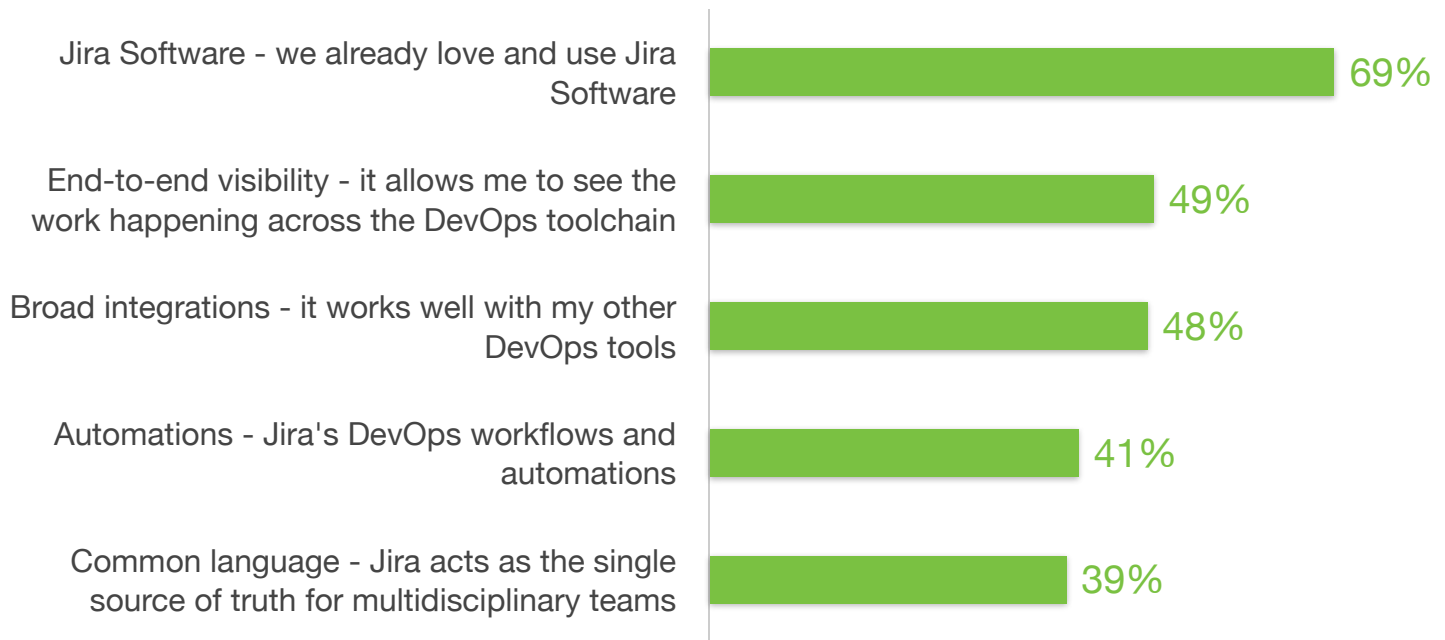 Jira Software - we already love and use Jira
Software
69%
End-to-end visibility - it allows me to see the
work happening across the DevOps toolchain
49%
Broad integrations - it works well with my other
DevOps tools
48%
Automations - Jira's DevOps workflows and
automations
41%
Common language - Jira acts as the single
source of truth for multidisciplinary teams
39%